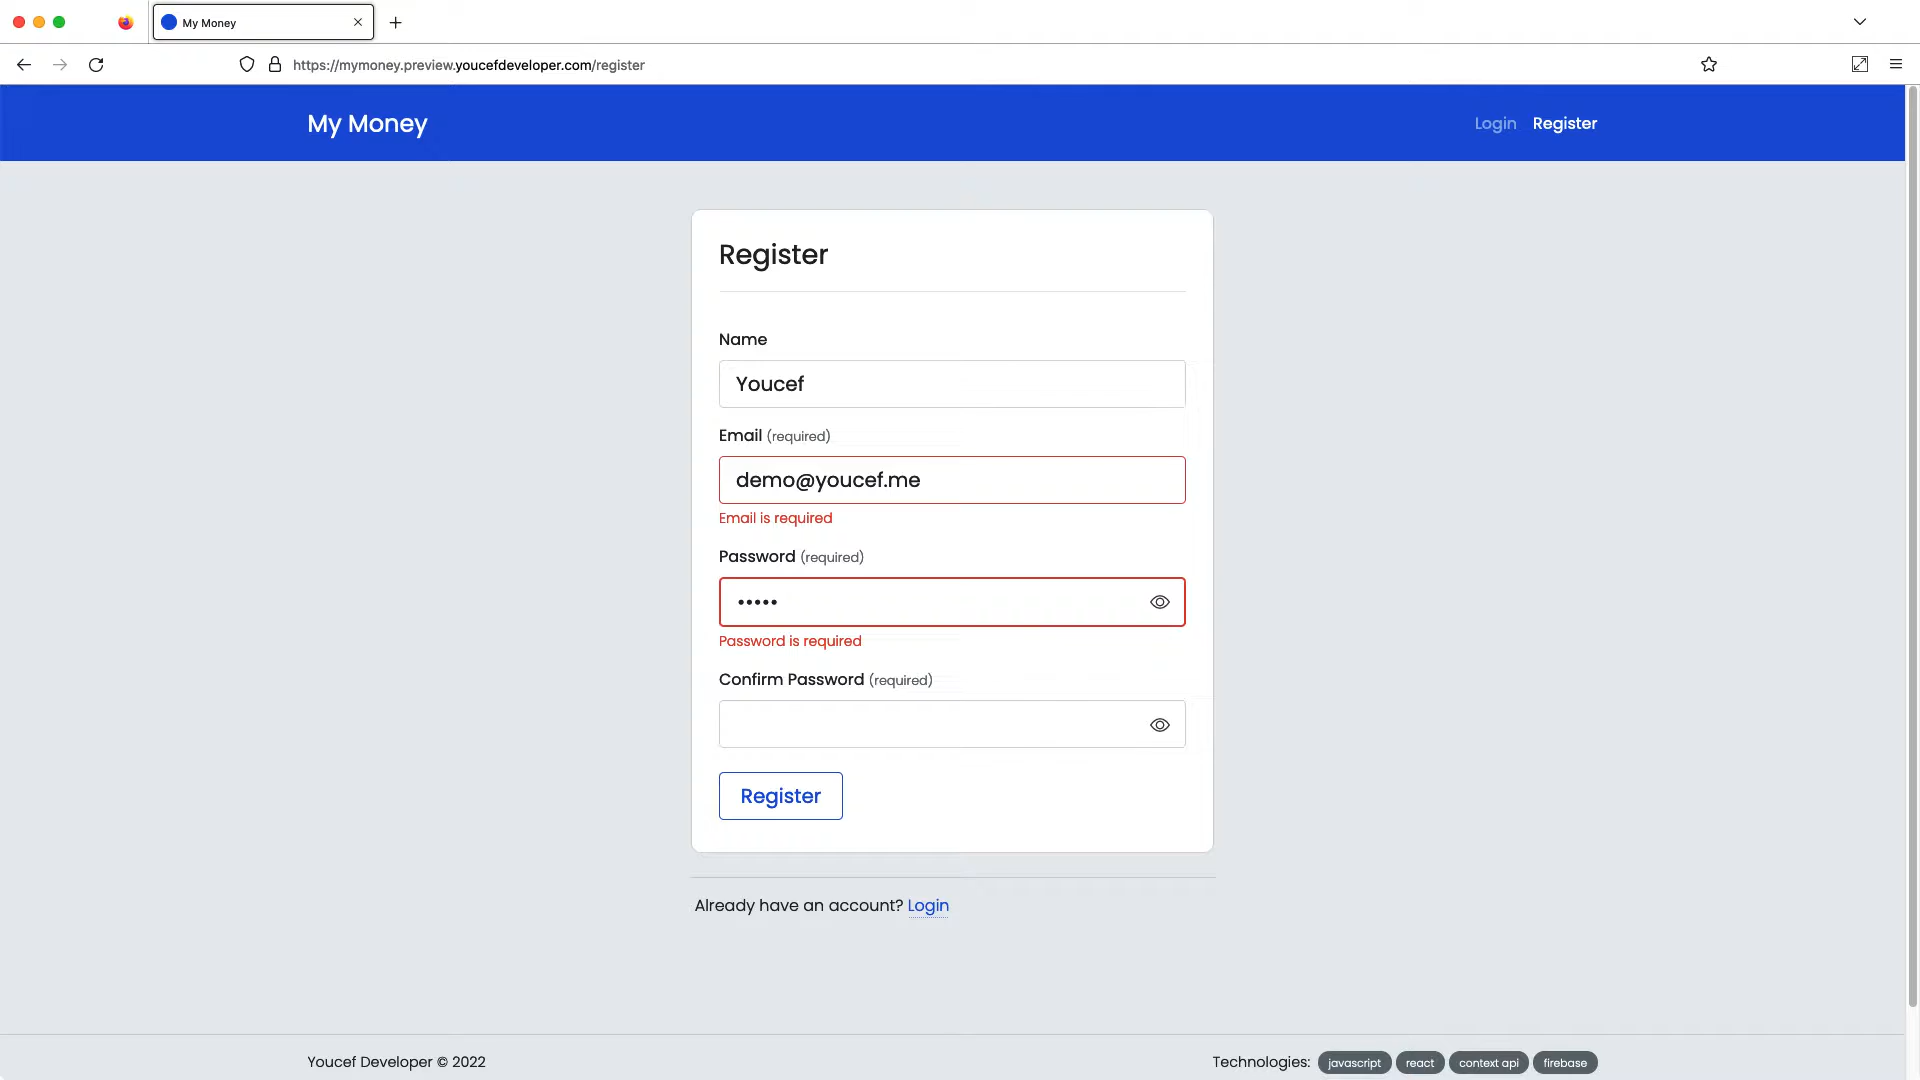 My Money
https://mymoney.preview.youcefdeveloper.com/register
My Money
Login Register
Register
Name
Youcef
Email (required)
demo@youcef.me
Email is required
Password (required)
•••••
Password is required
Confirm Password (required)
Register
Already have an account? Login
Youcef Developer © 2022
Technologies: javascript react context api firebase